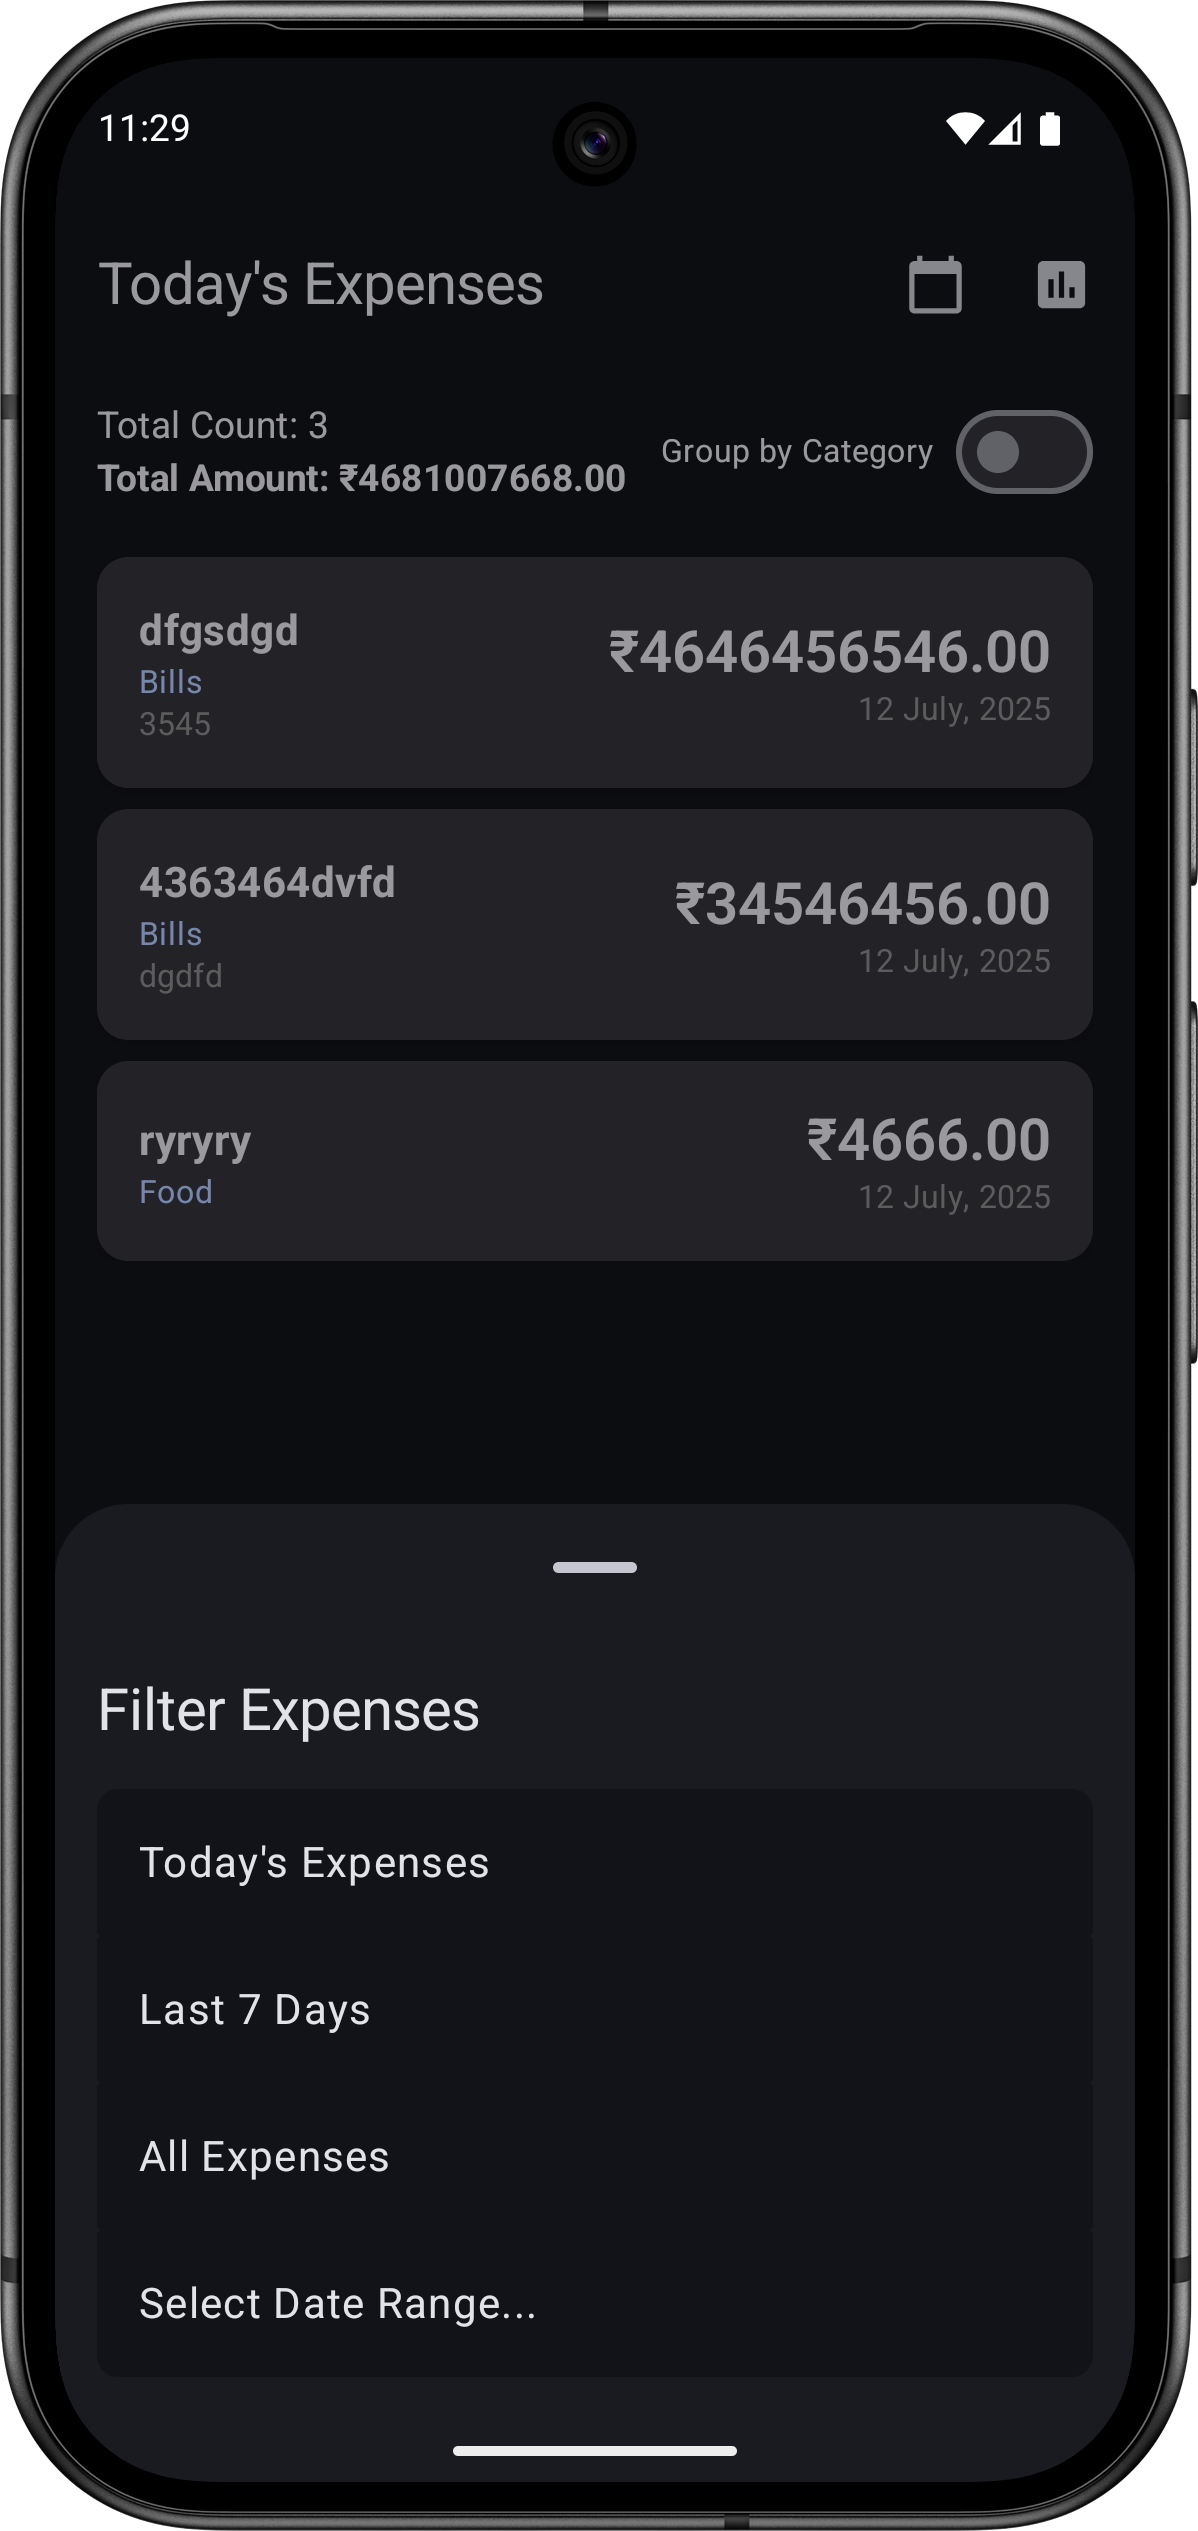 11:29
Today's Expenses
Total Count: 3
Total Amount: ₹4681007668.00
Group by Category
dfgsdgd
Bills
3545
₹4646456546.00
12 July, 2025
4363464dvfd
Bills
dgdfd
₹34546456.00
12 July, 2025
ryryry
Food
₹4666.00
12 July, 2025
Filter Expenses
Today's Expenses
Last 7 Days
All Expenses
Select Date Range...